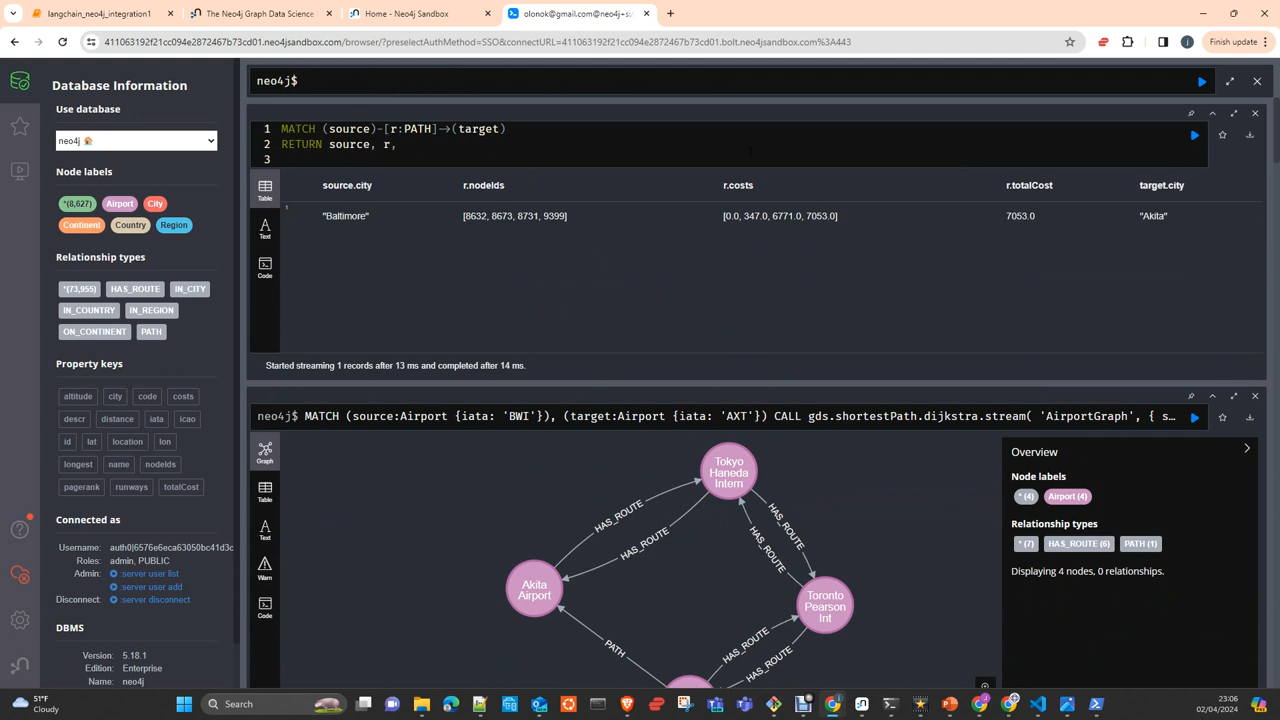 langchain_neo4j_integration1
The Neo4j Graph Data Science
Home - Neo4j Sandbox
olonok@gmail.com@neo4j+s:/
411063192f21cc094e2872467b73cd01.neo4jsandbox.com/browser/?preselectAuthMethod=SSO&connectURL=411063192f21cc094e2872467b73cd01.bolt.neo4jsandbox.com%3A443
Finish update
Database Information
Use database
neo4j
Node labels
*(8,627) Airport City
Continent Country Region
Relationship types
*(73,955) HAS_ROUTE IN_CITY
IN_COUNTRY IN_REGION
ON_CONTINENT PATH
Property keys
altitude city code costs
descr distance iata icao
id lat location lon
longest name nodeIds
pagerank runways totalCost
Connected as
Username: auth0|6576e6eca63050bc41d3c
Roles: admin, PUBLIC
Admin: :server user list
:server user add
Disconnect: :server disconnect
DBMS
Version: 5.18.1
Edition: Enterprise
Name: neo4j
neo4j$
1 MATCH (source)-[r:PATH]->(target)
2 RETURN source, r,
3
Table
Text
Code
source.city r.nodeIds r.costs r.totalCost target.city
1 "Baltimore" [8632, 8673, 8731, 9399] [0.0, 347.0, 6771.0, 7053.0] 7053.0 "Akita"
Started streaming 1 records after 13 ms and completed after 14 ms.
neo4j$ MATCH (source:Airport {iata: 'BWI'}), (target:Airport {iata: 'AXT'}) CALL gds.shortestPath.dijkstra.stream( 'AirportGraph', { s…
Graph
Table
Text
Warn
Code
Tokyo
Haneda
Intern
HAS_ROUTE
HAS_ROUTE
HAS_ROUTE
HAS_ROUTE
Akita
Airport
Toronto
Pearson
Int
PATH
HAS_ROUTE
HAS_ROUTE
Overview
Node labels
* (4) Airport (4)
Relationship types
* (7) HAS_ROUTE (6) PATH (1)
Displaying 4 nodes, 0 relationships.
51°F
Cloudy
Search
23:06
02/04/2024